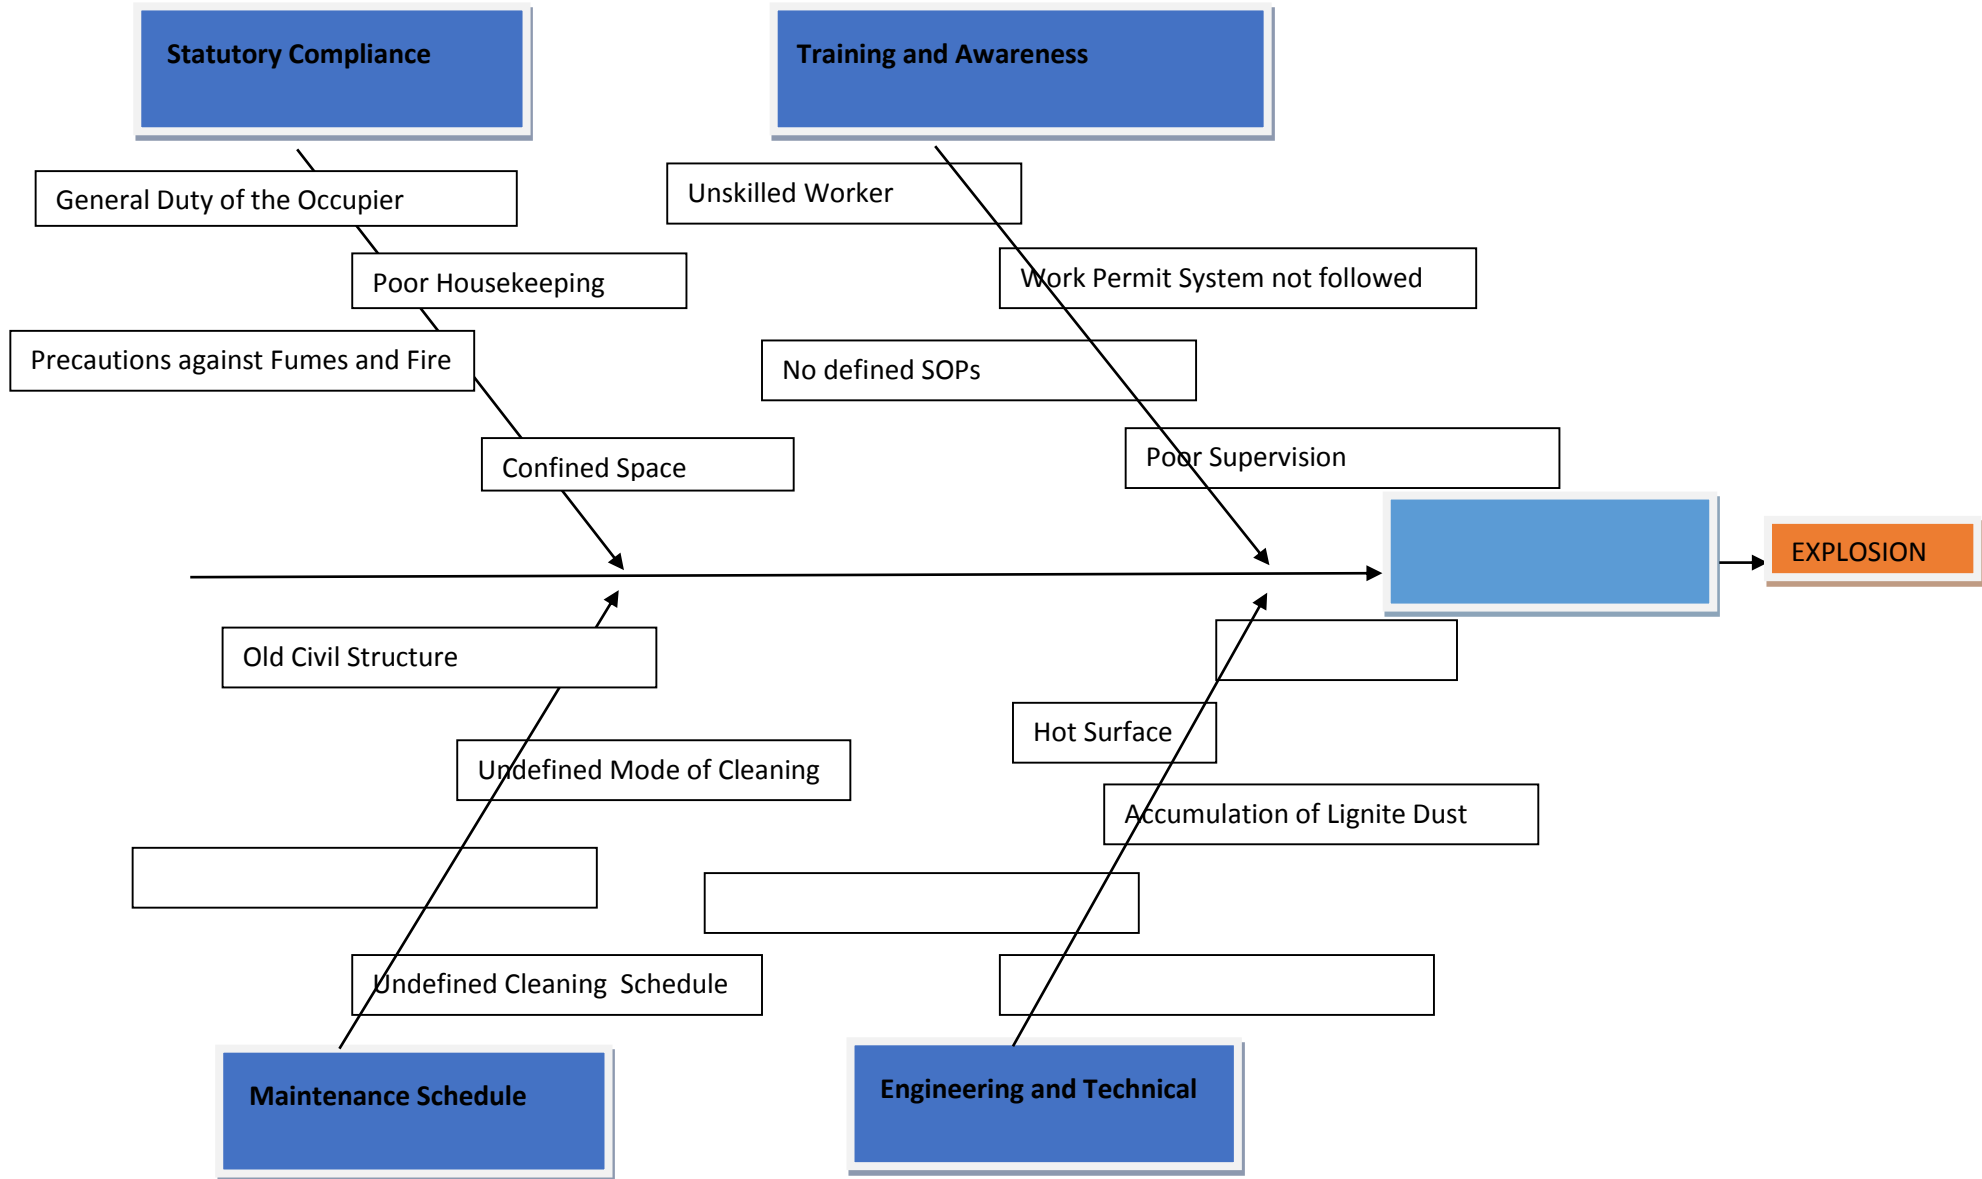 Statutory Compliance
Training and Awareness
General Duty of the Occupier
Unskilled Worker
Poor Housekeeping
Work Permit System not followed
Precautions against Fumes and Fire
No defined SOPs
Confined Space
Poor Supervision
EXPLOSION
Old Civil Structure
Hot Surface
Undefined Mode of Cleaning
Accumulation of Lignite Dust
Undefined Cleaning  Schedule
Maintenance Schedule
Engineering and Technical